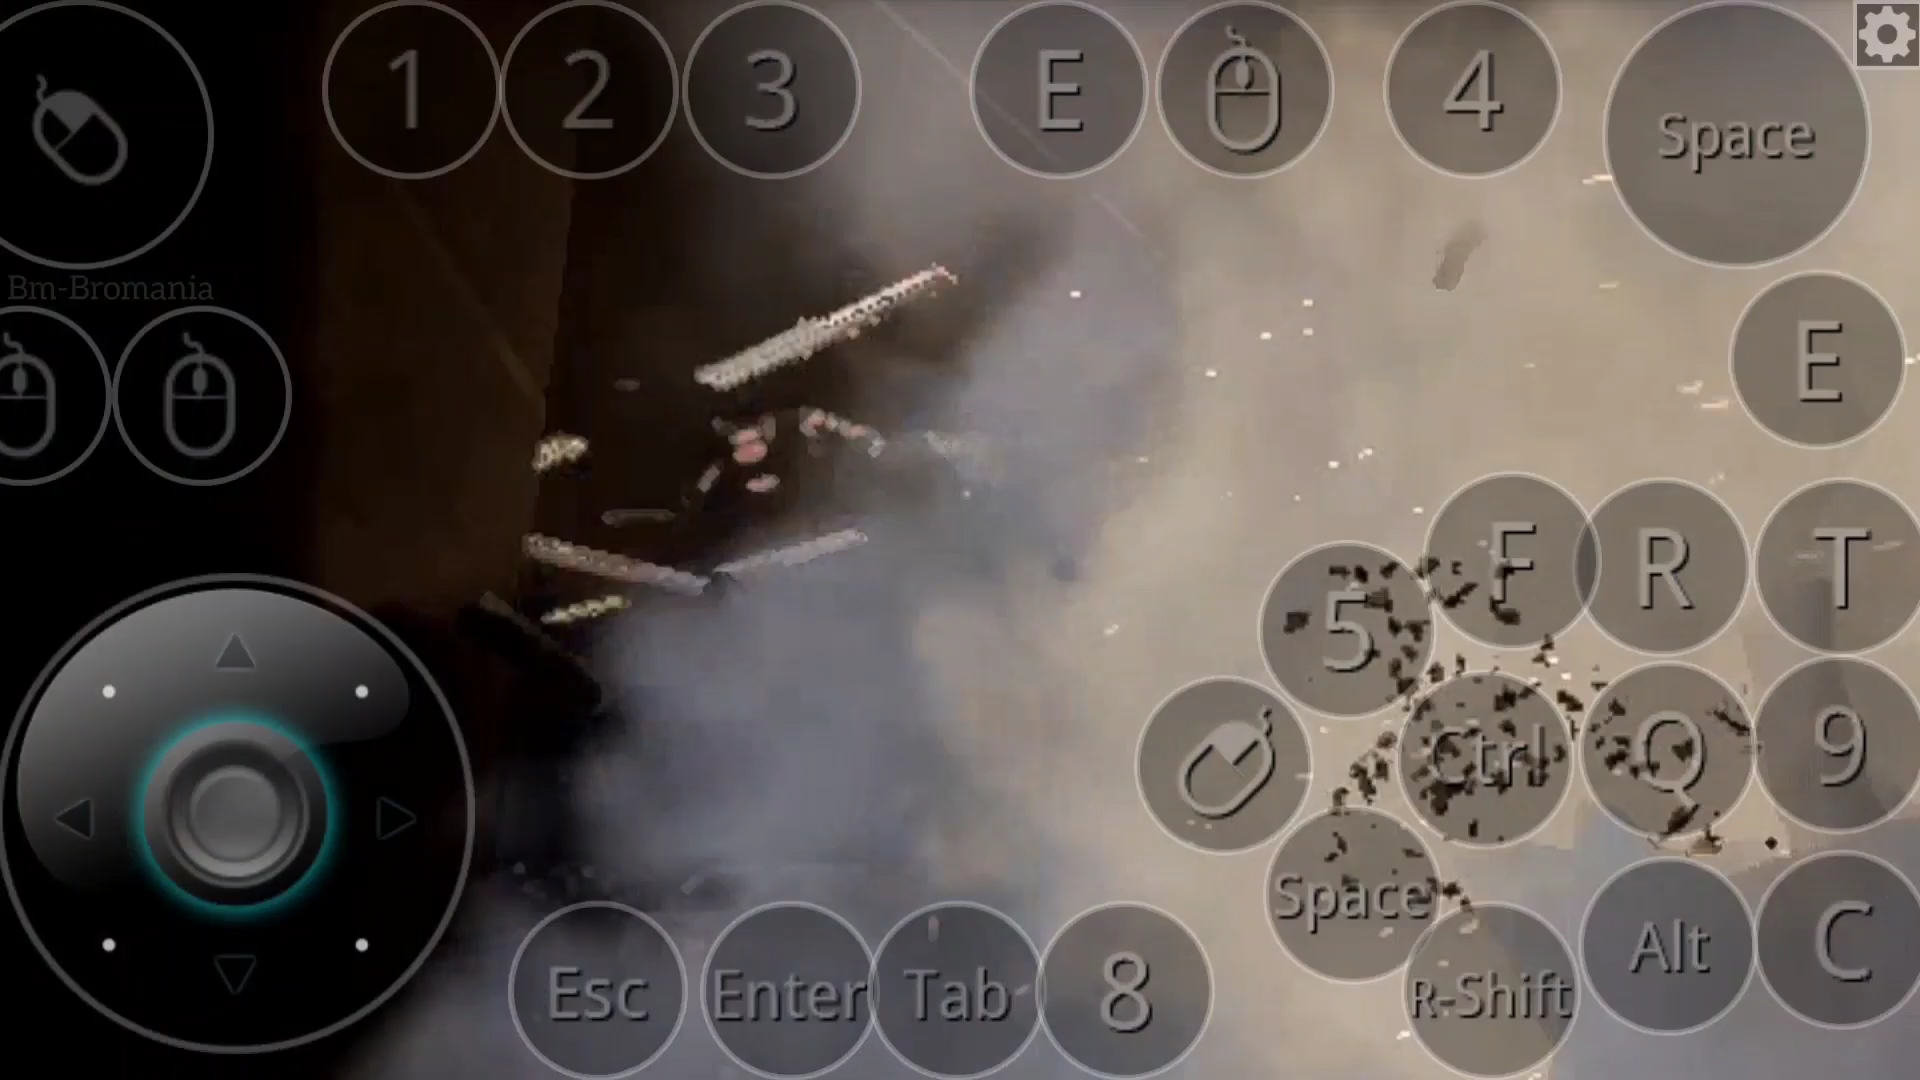 1 2 3 E 4 Space
Bm-Bromania
E
F R T
5
Ctrl Q 9
Space
Alt C
Esc Enter Tab 8 R-Shift